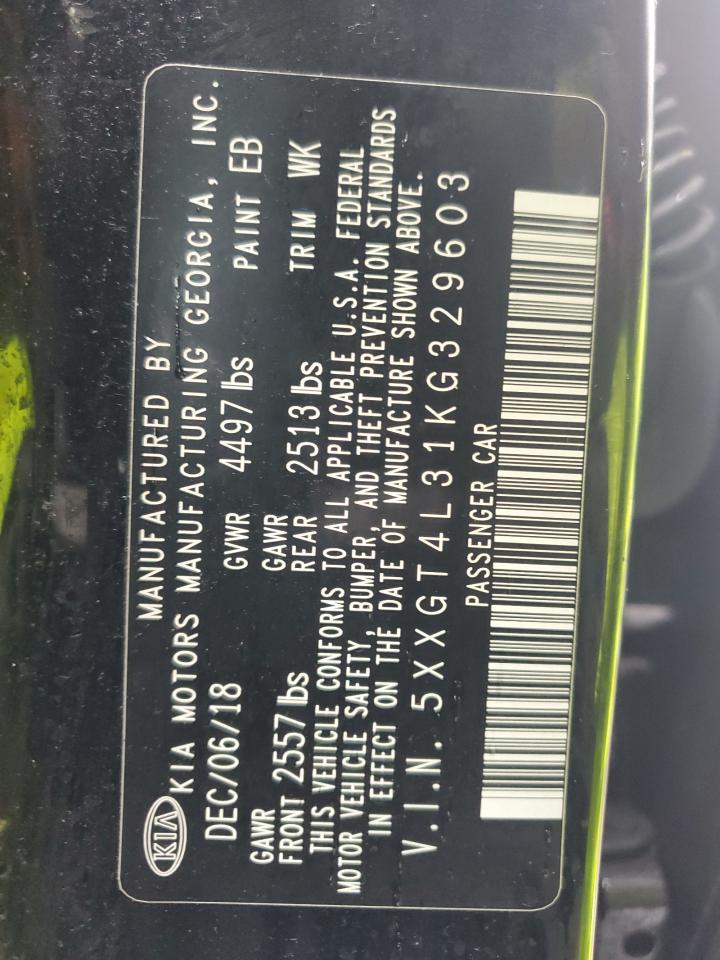 KIA
MANUFACTURED BY
KIA MOTORS MANUFACTURING GEORGIA, INC.
DEC/06/18 GVWR 4497 lbs PAINT EB
GAWR FRONT 2557 lbs GAWR REAR 2513 lbs TRIM WK
THIS VEHICLE CONFORMS TO ALL APPLICABLE U.S.A. FEDERAL
MOTOR VEHICLE SAFETY, BUMPER, AND THEFT PREVENTION STANDARDS
IN EFFECT ON THE DATE OF MANUFACTURE SHOWN ABOVE.
V.I.N. 5XXGT4L31KG329603
PASSENGER CAR